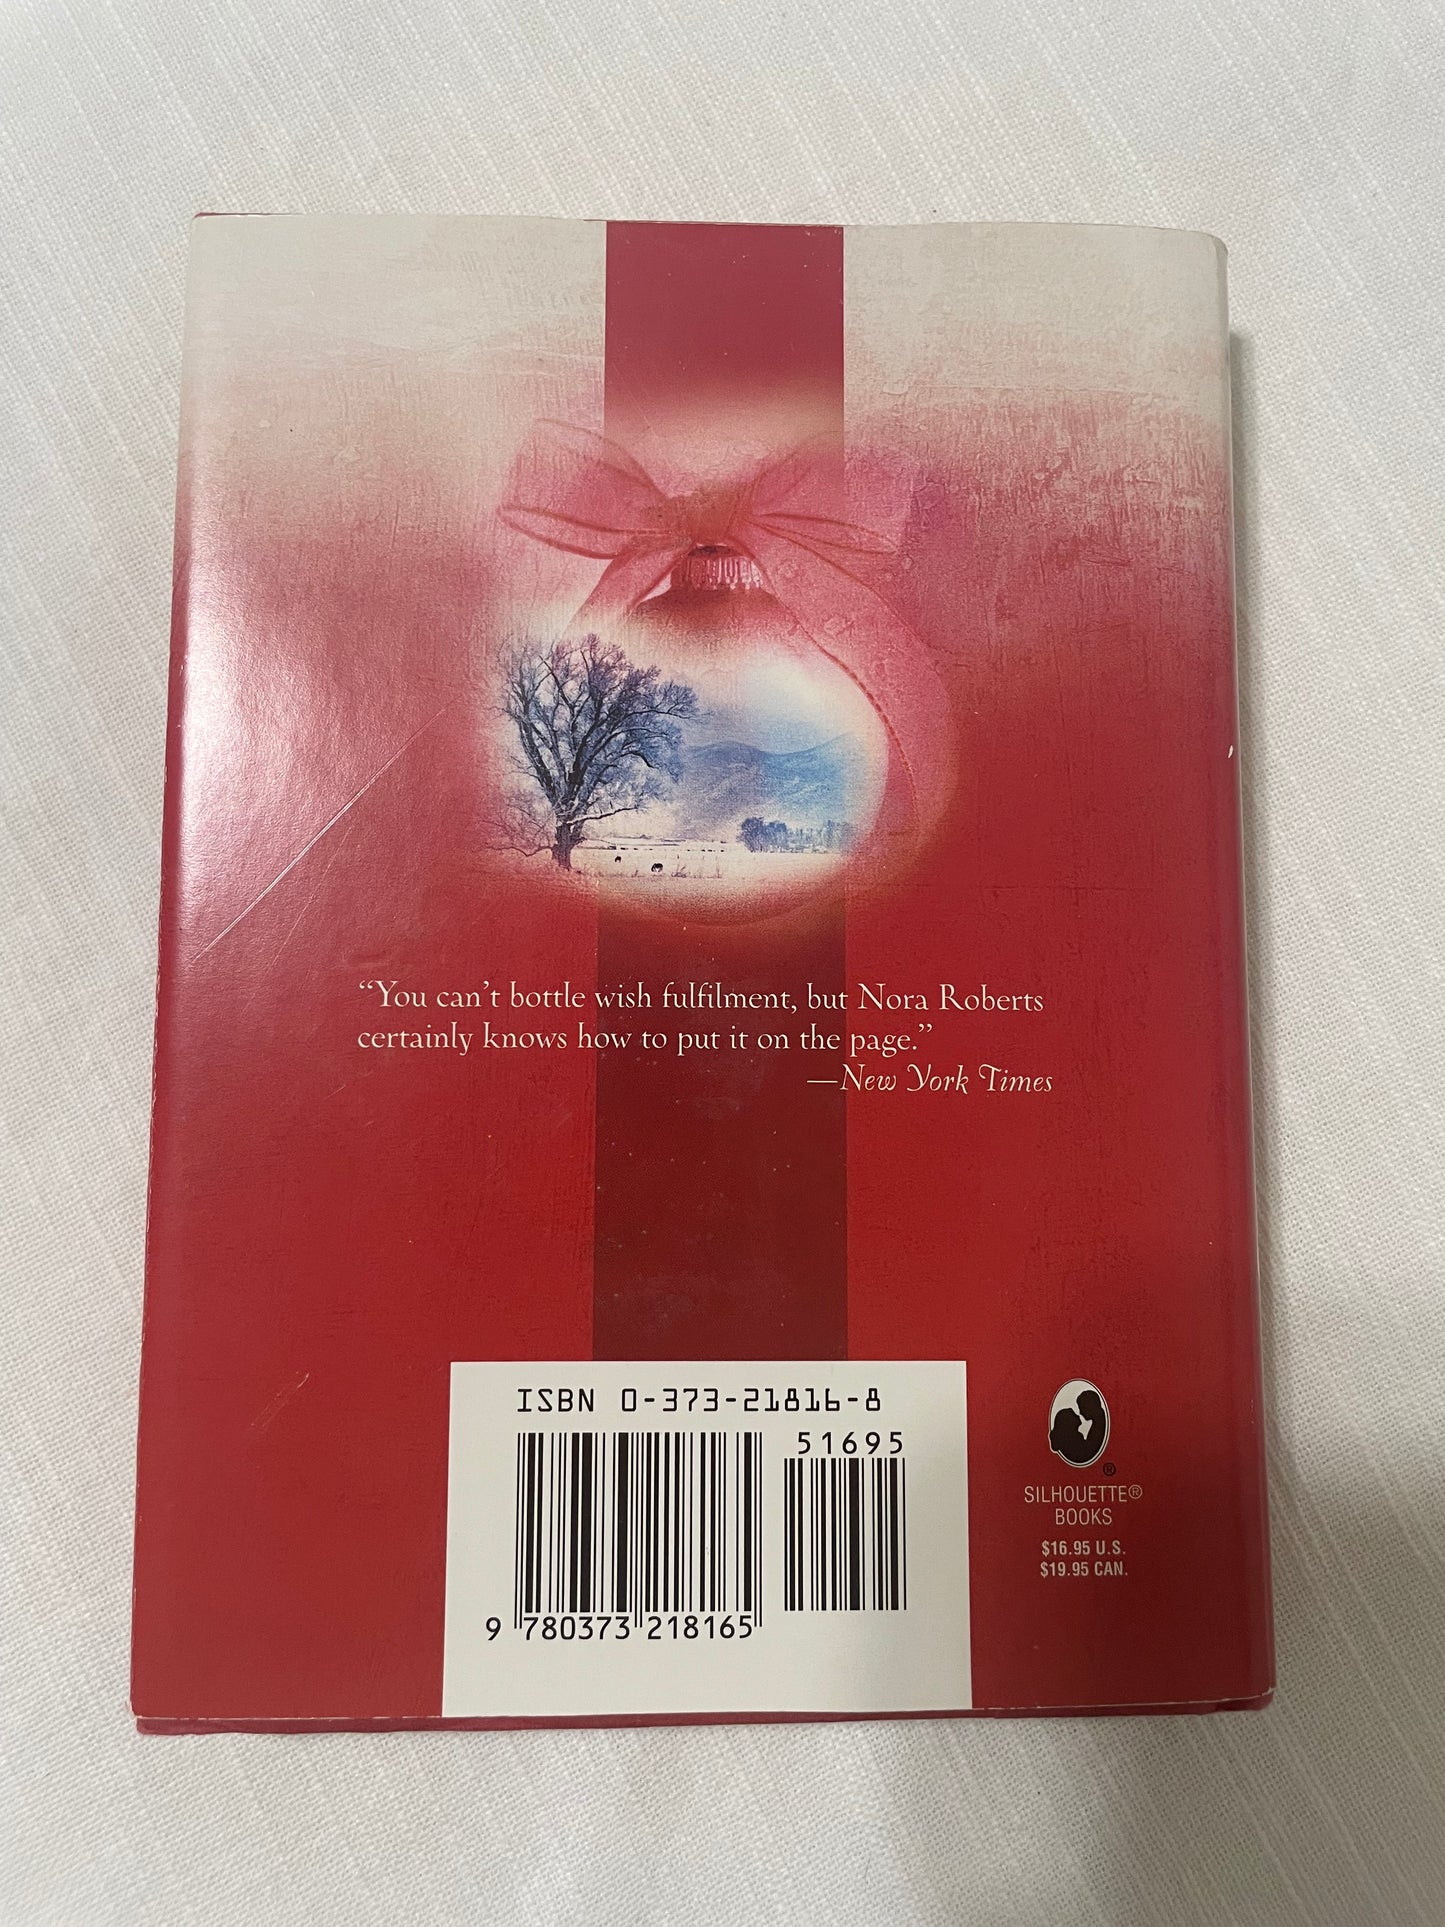 “You can’t bottle wish fulfilment, but Nora Roberts
certainly knows how to put it on the page.”
—New York Times
ISBN 0-373-21816-8
51695
9 780373 218165
®
SILHOUETTE®
BOOKS
$16.95 U.S.
$19.95 CAN.